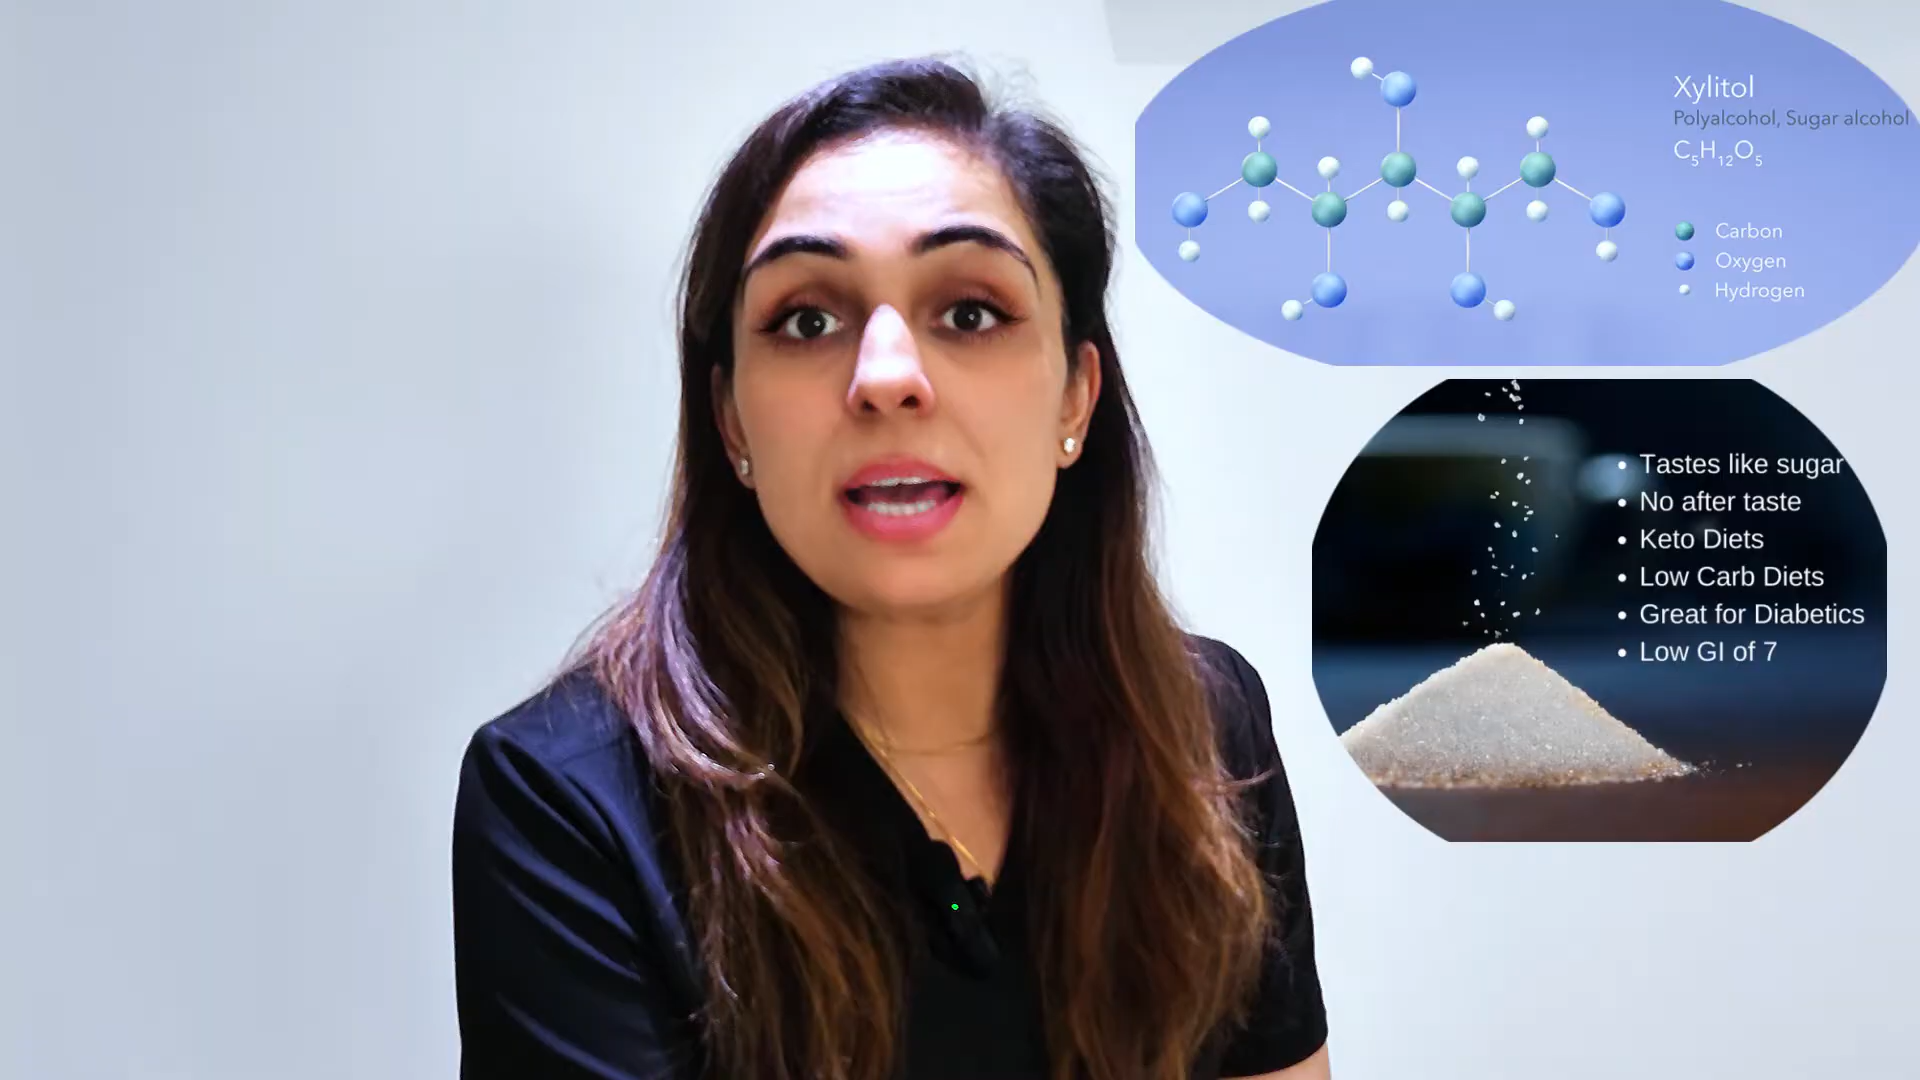 Xylitol
Polyalcohol, Sugar alcohol
C₅H₁₂O₅
Carbon
Oxygen
Hydrogen
• Tastes like sugar
• No after taste
• Keto Diets
• Low Carb Diets
• Great for Diabetics
• Low GI of 7